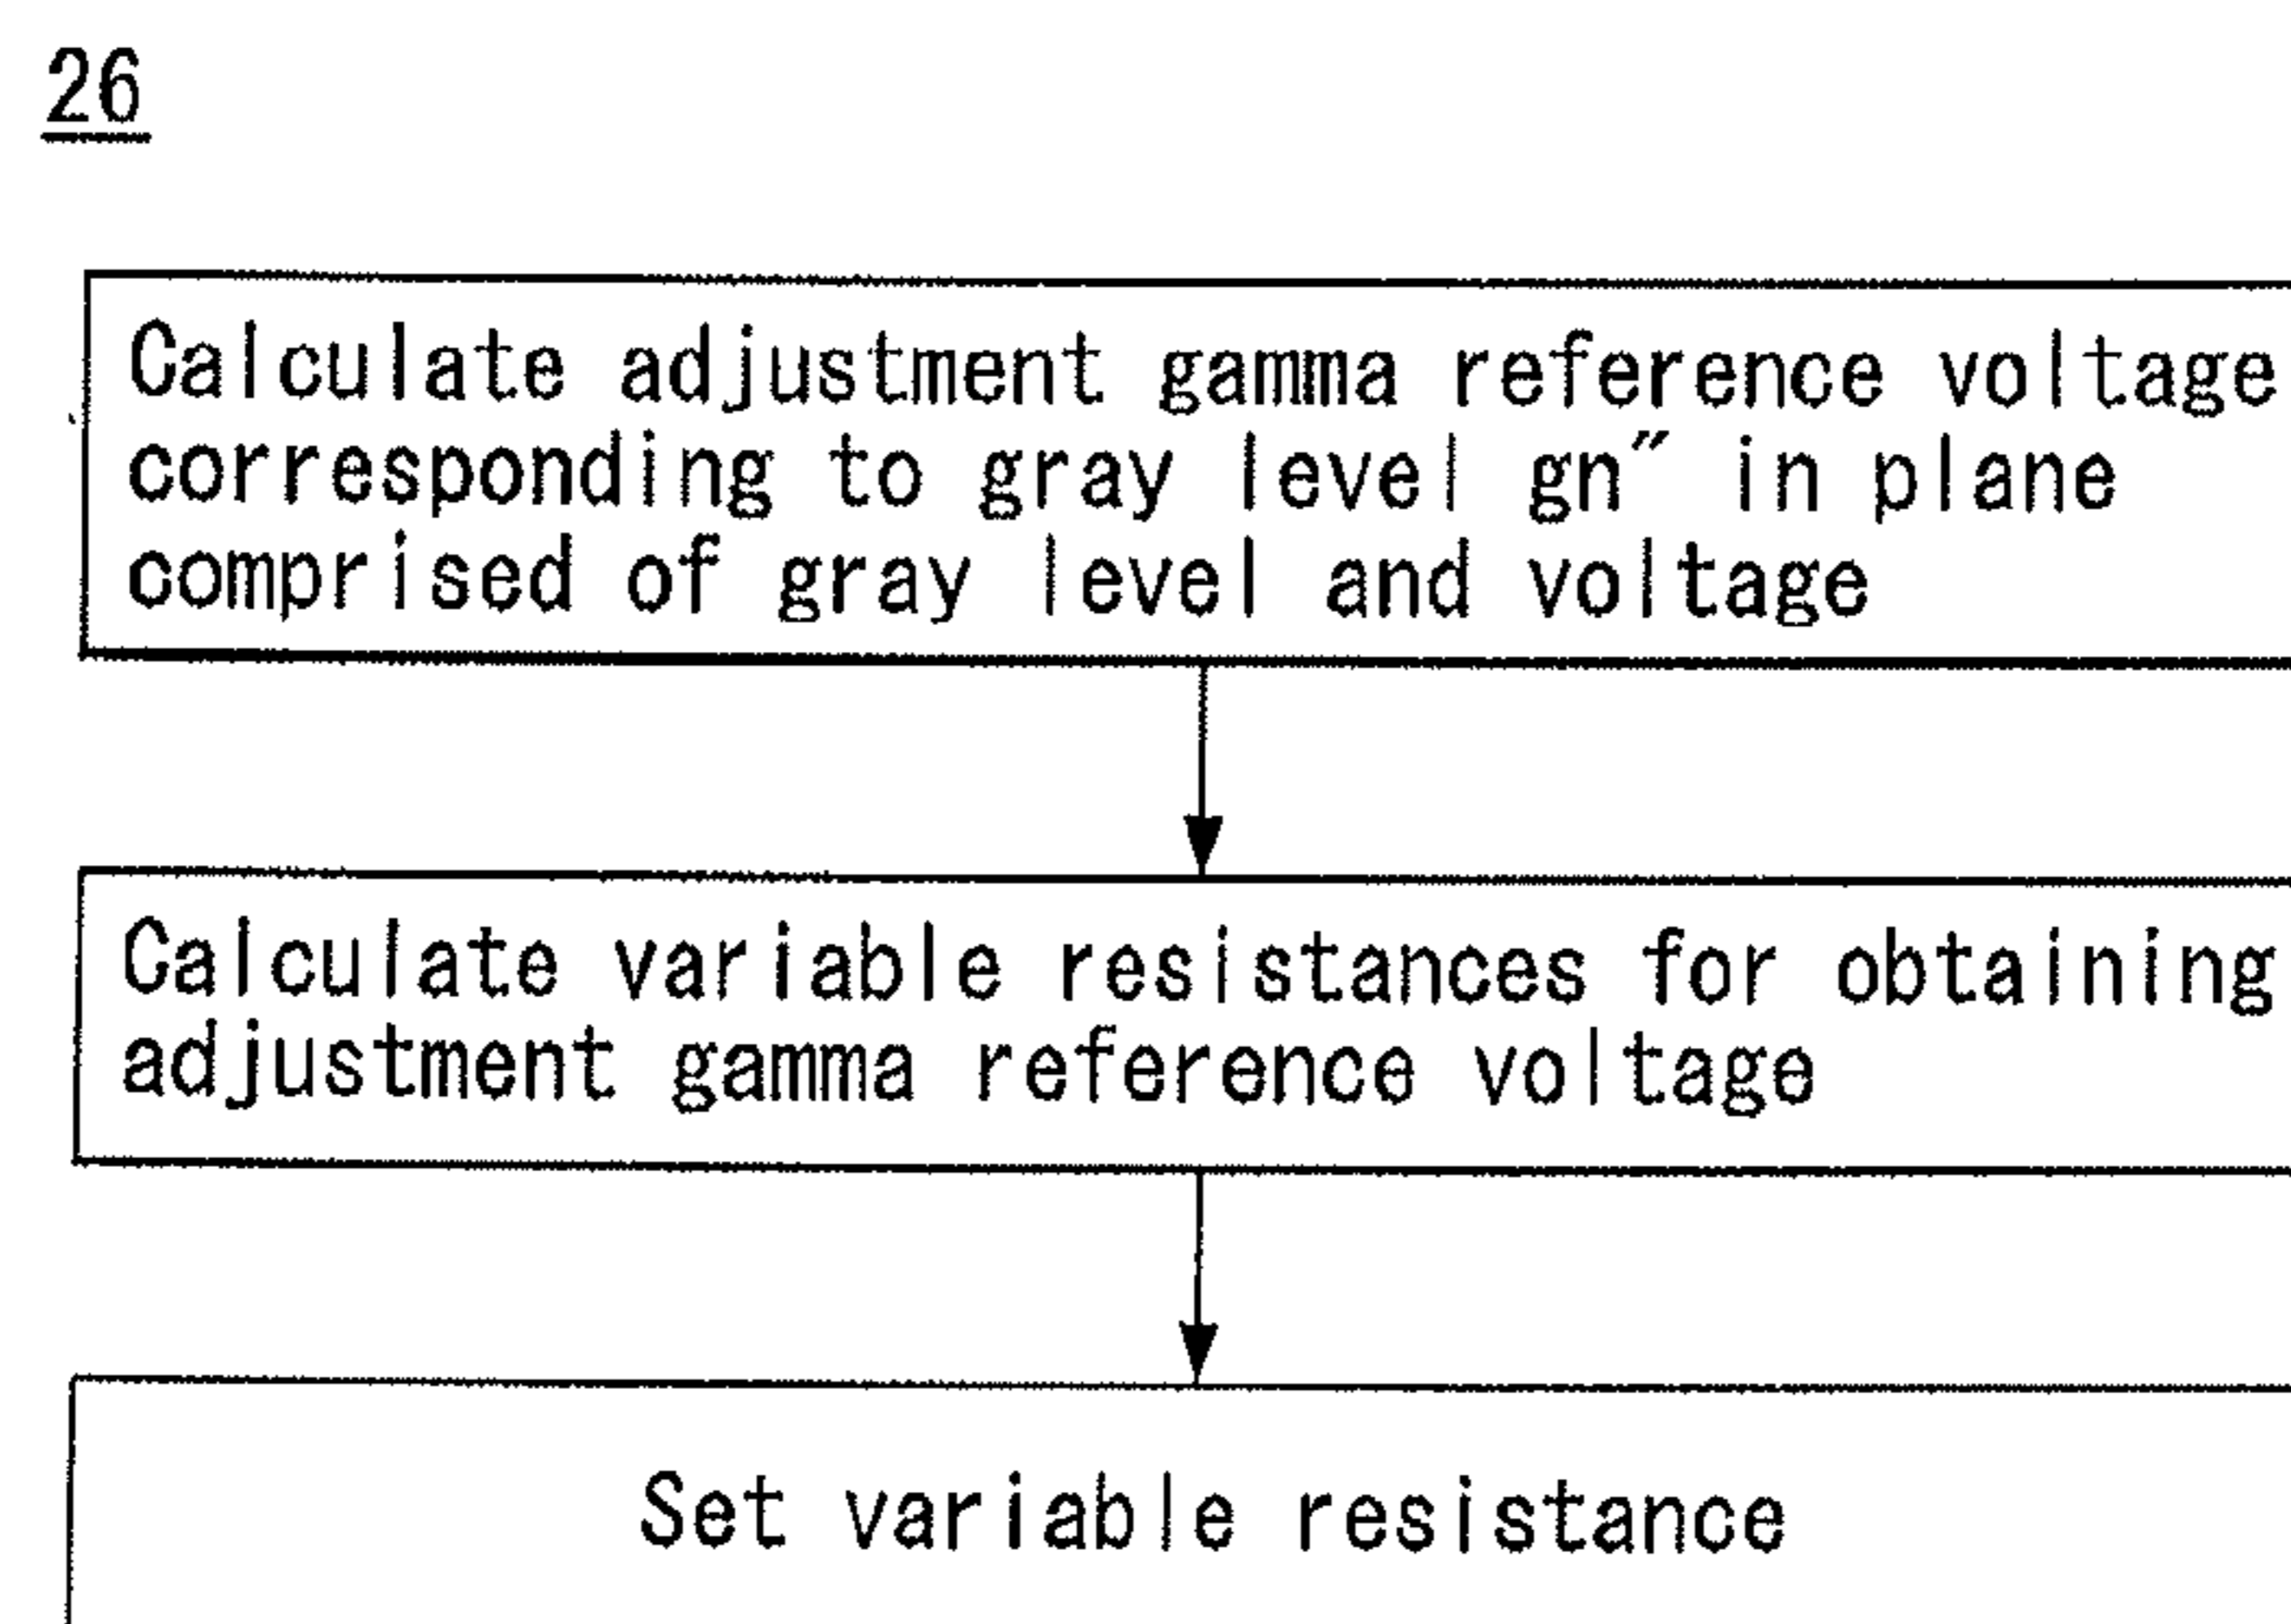 26
Calculate adjustment gamma reference voltage
corresponding to gray level gn″ in plane
comprised of gray level and voltage
Calculate variable resistances for obtaining
adjustment gamma reference voltage
Set variable resistance